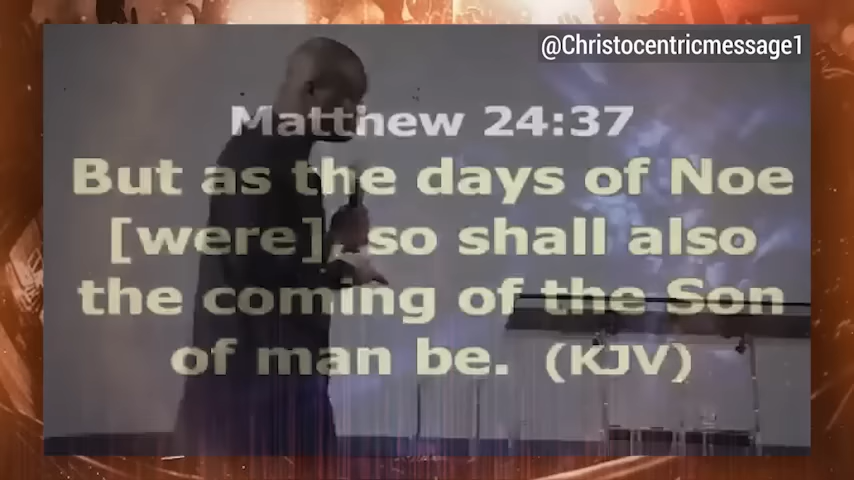 @Christocentricmessage1
Matthew 24:37
But as the days of Noe
[were], so shall also
the coming of the Son
of man be. (KJV)